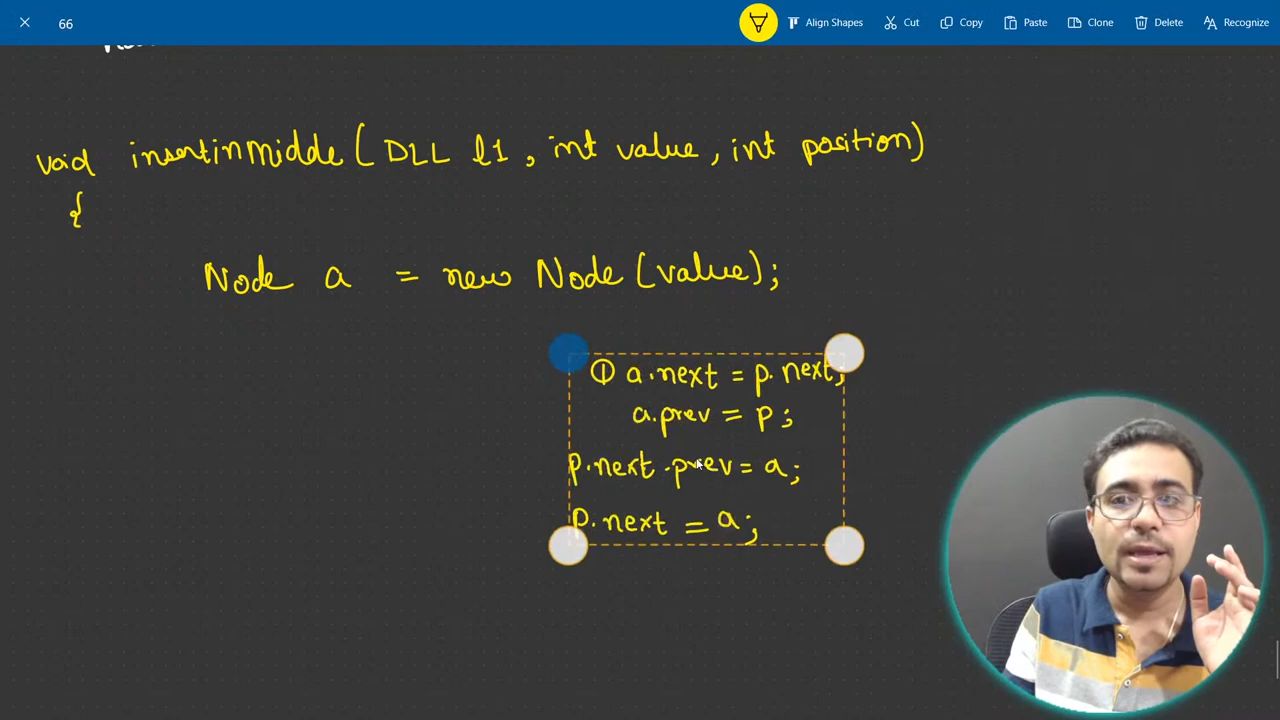 66
Align Shapes Cut Copy Paste Clone Delete Recognize
void insertinMidde ( DLL l1 , int value , int position)
{
Node a = new Node (value);
① a.next = p.next;
a.prev = p ;
p.next.prev = a ;
p.next = a ;